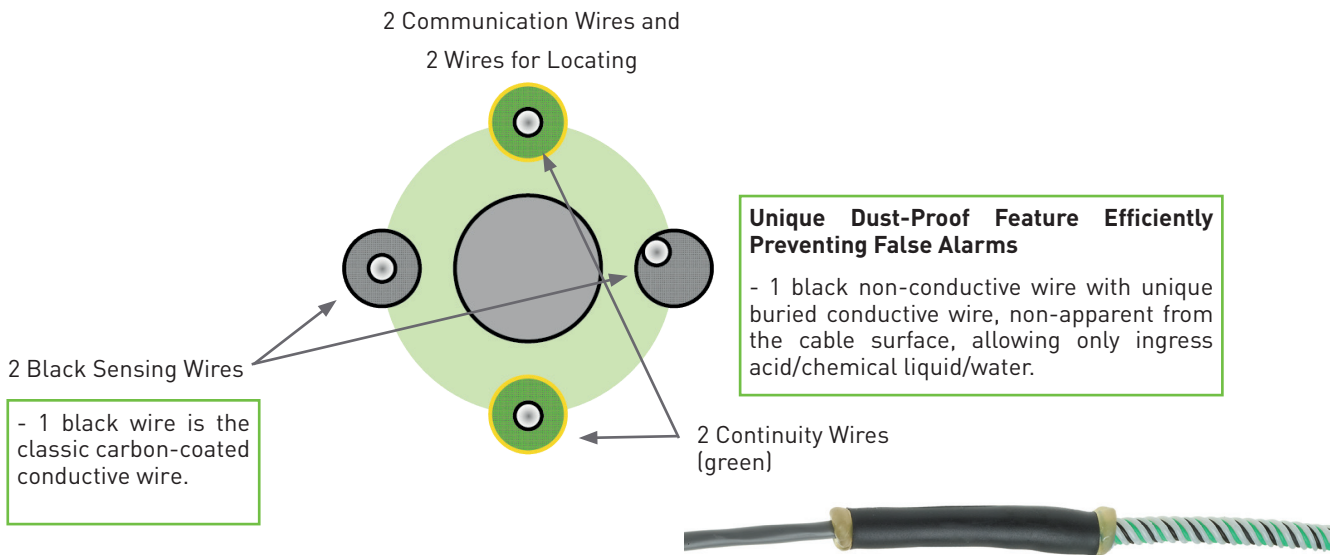 2 Communication Wires and
2 Wires for Locating
Unique Dust-Proof Feature Efficiently
Preventing False Alarms
- 1 black non-conductive wire with unique
buried conductive wire, non-apparent from
the cable surface, allowing only ingress
acid/chemical liquid/water.
2 Black Sensing Wires
- 1 black wire is the
classic carbon-coated
conductive wire.
2 Continuity Wires
(green)